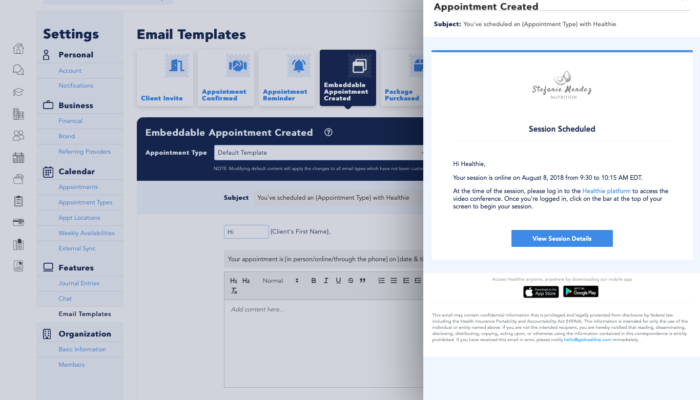 Settings
Personal
Account
Notifications
Business
Financial
Brand
Referring Providers
Calendar
Appointments
Appointment Types
Appt Locations
Weekly Availabilities
External Sync
Features
Journal Entries
Chat
Email Templates
Organization
Basic Information
Members
Email Templates
Client Invite
Appointment
Confirmed
Appointment
Reminder
Embeddable
Appointment
Created
Package
Purchased
Embeddable Appointment Created
Appointment Type
Default Template
NOTE: Modifying default content will apply the changes to all email types which have not been
Subject
You've scheduled an {Appointment Type} with Healthie
Hi
{Client's First Name},
Your appointment is [in person/online/through the phone] on [date &
H1 H2 Normal B I U S
Add content here...
Appointment Created
Subject: You've scheduled an {Appointment Type} with Healthie
Stefanie Mendez
NUTRITION
Session Scheduled
Hi Healthie,
Your session is online on August 8, 2018 from 9:30 to 10:15 AM EDT.
At the time of the session, please log in to the Healthie platform to access the
video conference. Once you're logged in, click on the bar at the top of your
screen to begin your session.
View Session Details
Access Healthie anytime, anywhere by downloading our mobile app
App Store
Google Play
This email may contain confidential information that is privileged and legally protected from disclosure by federal law
including the Health Insurance Portability and Accountability Act (HIPAA). This information is intended for only the use of the
individual or entity named above. If you are not the intended recipient, you are hereby notified that reading, disseminating,
disclosing, distributing, copying, acting upon, or otherwise using the information contained in this correspondence is strictly
prohibited. If you have received this email in error, please notify hello@gethealthie.com immediately.